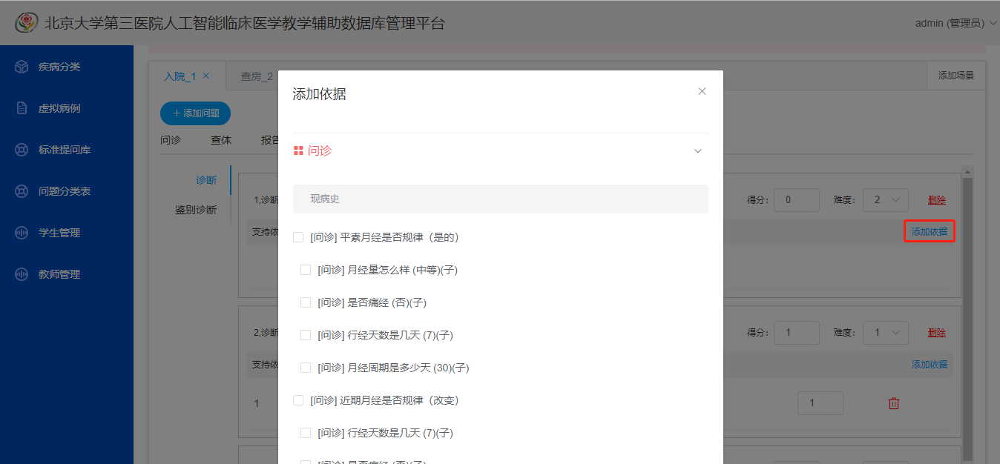 北京大学第三医院人工智能临床医学教学辅助数据库管理平台
admin (管理员)
疾病分类
虚拟病例
标准提问库
问题分类表
学生管理
教师管理
入院_1
查房_2
添加场景
添加问题
问诊 查体 报告
诊断
鉴别诊断
1,诊断
得分: 0 难度: 2 删除
支持依
添加依据
2,诊断
得分: 1 难度: 1 删除
支持依
添加依据
1
1
添加依据
问诊
现病史
[问诊] 平素月经是否规律（是的）
[问诊] 月经量怎么样 (中等)(子)
[问诊] 是否痛经 (否)(子)
[问诊] 行经天数是几天 (7)(子)
[问诊] 月经周期是多少天 (30)(子)
[问诊] 近期月经是否规律（改变）
[问诊] 行经天数是几天 (7)(子)
[问诊] 是否痛经 (否)(子)